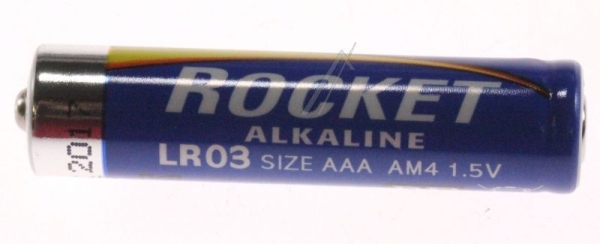 ROCKET
ALKALINE
LR03 SIZE AAA AM4 1.5V